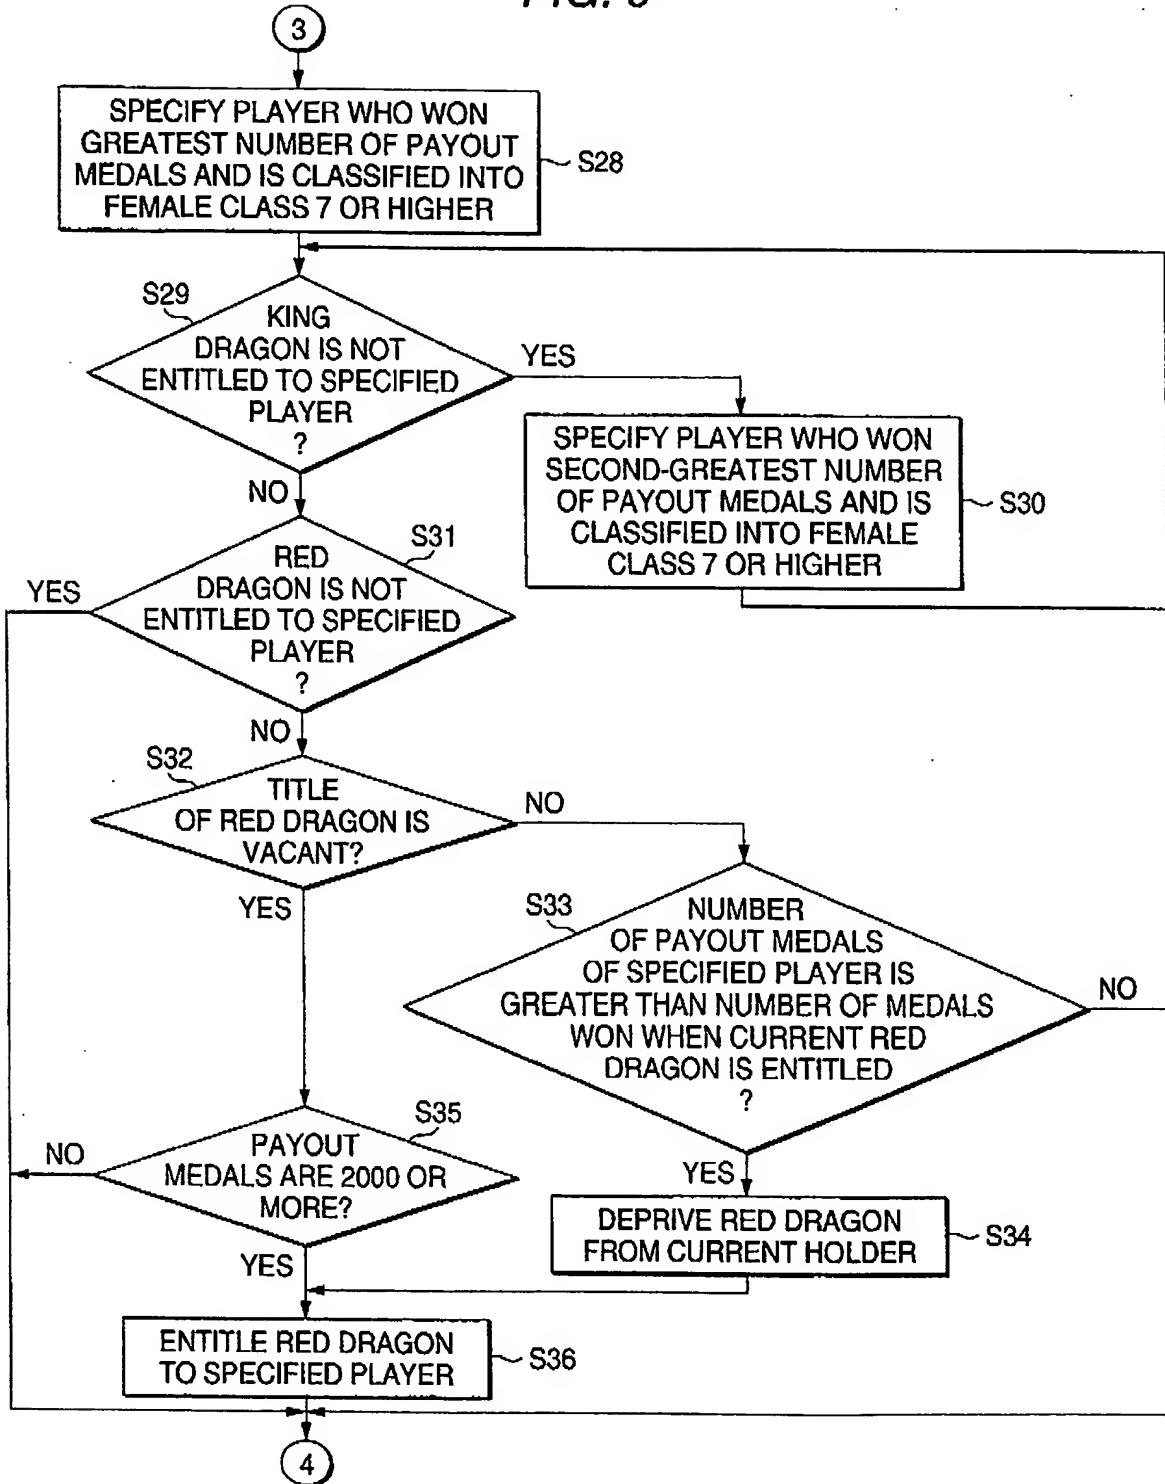 3
SPECIFY PLAYER WHO WON
GREATEST NUMBER OF PAYOUT
MEDALS AND IS CLASSIFIED INTO
FEMALE CLASS 7 OR HIGHER
S28
S29
KING
DRAGON IS NOT
ENTITLED TO SPECIFIED
PLAYER
?
YES
NO
SPECIFY PLAYER WHO WON
SECOND-GREATEST NUMBER
OF PAYOUT MEDALS AND IS
CLASSIFIED INTO FEMALE
CLASS 7 OR HIGHER
S30
S31
RED
DRAGON IS NOT
ENTITLED TO SPECIFIED
PLAYER
?
YES
NO
S32
TITLE
OF RED DRAGON IS
VACANT?
NO
YES
S33
NUMBER
OF PAYOUT MEDALS
OF SPECIFIED PLAYER IS
GREATER THAN NUMBER OF MEDALS
WON WHEN CURRENT RED
DRAGON IS ENTITLED
?
NO
YES
S35
PAYOUT
MEDALS ARE 2000 OR
MORE?
NO
YES
DEPRIVE RED DRAGON
FROM CURRENT HOLDER
S34
ENTITLE RED DRAGON
TO SPECIFIED PLAYER
S36
4